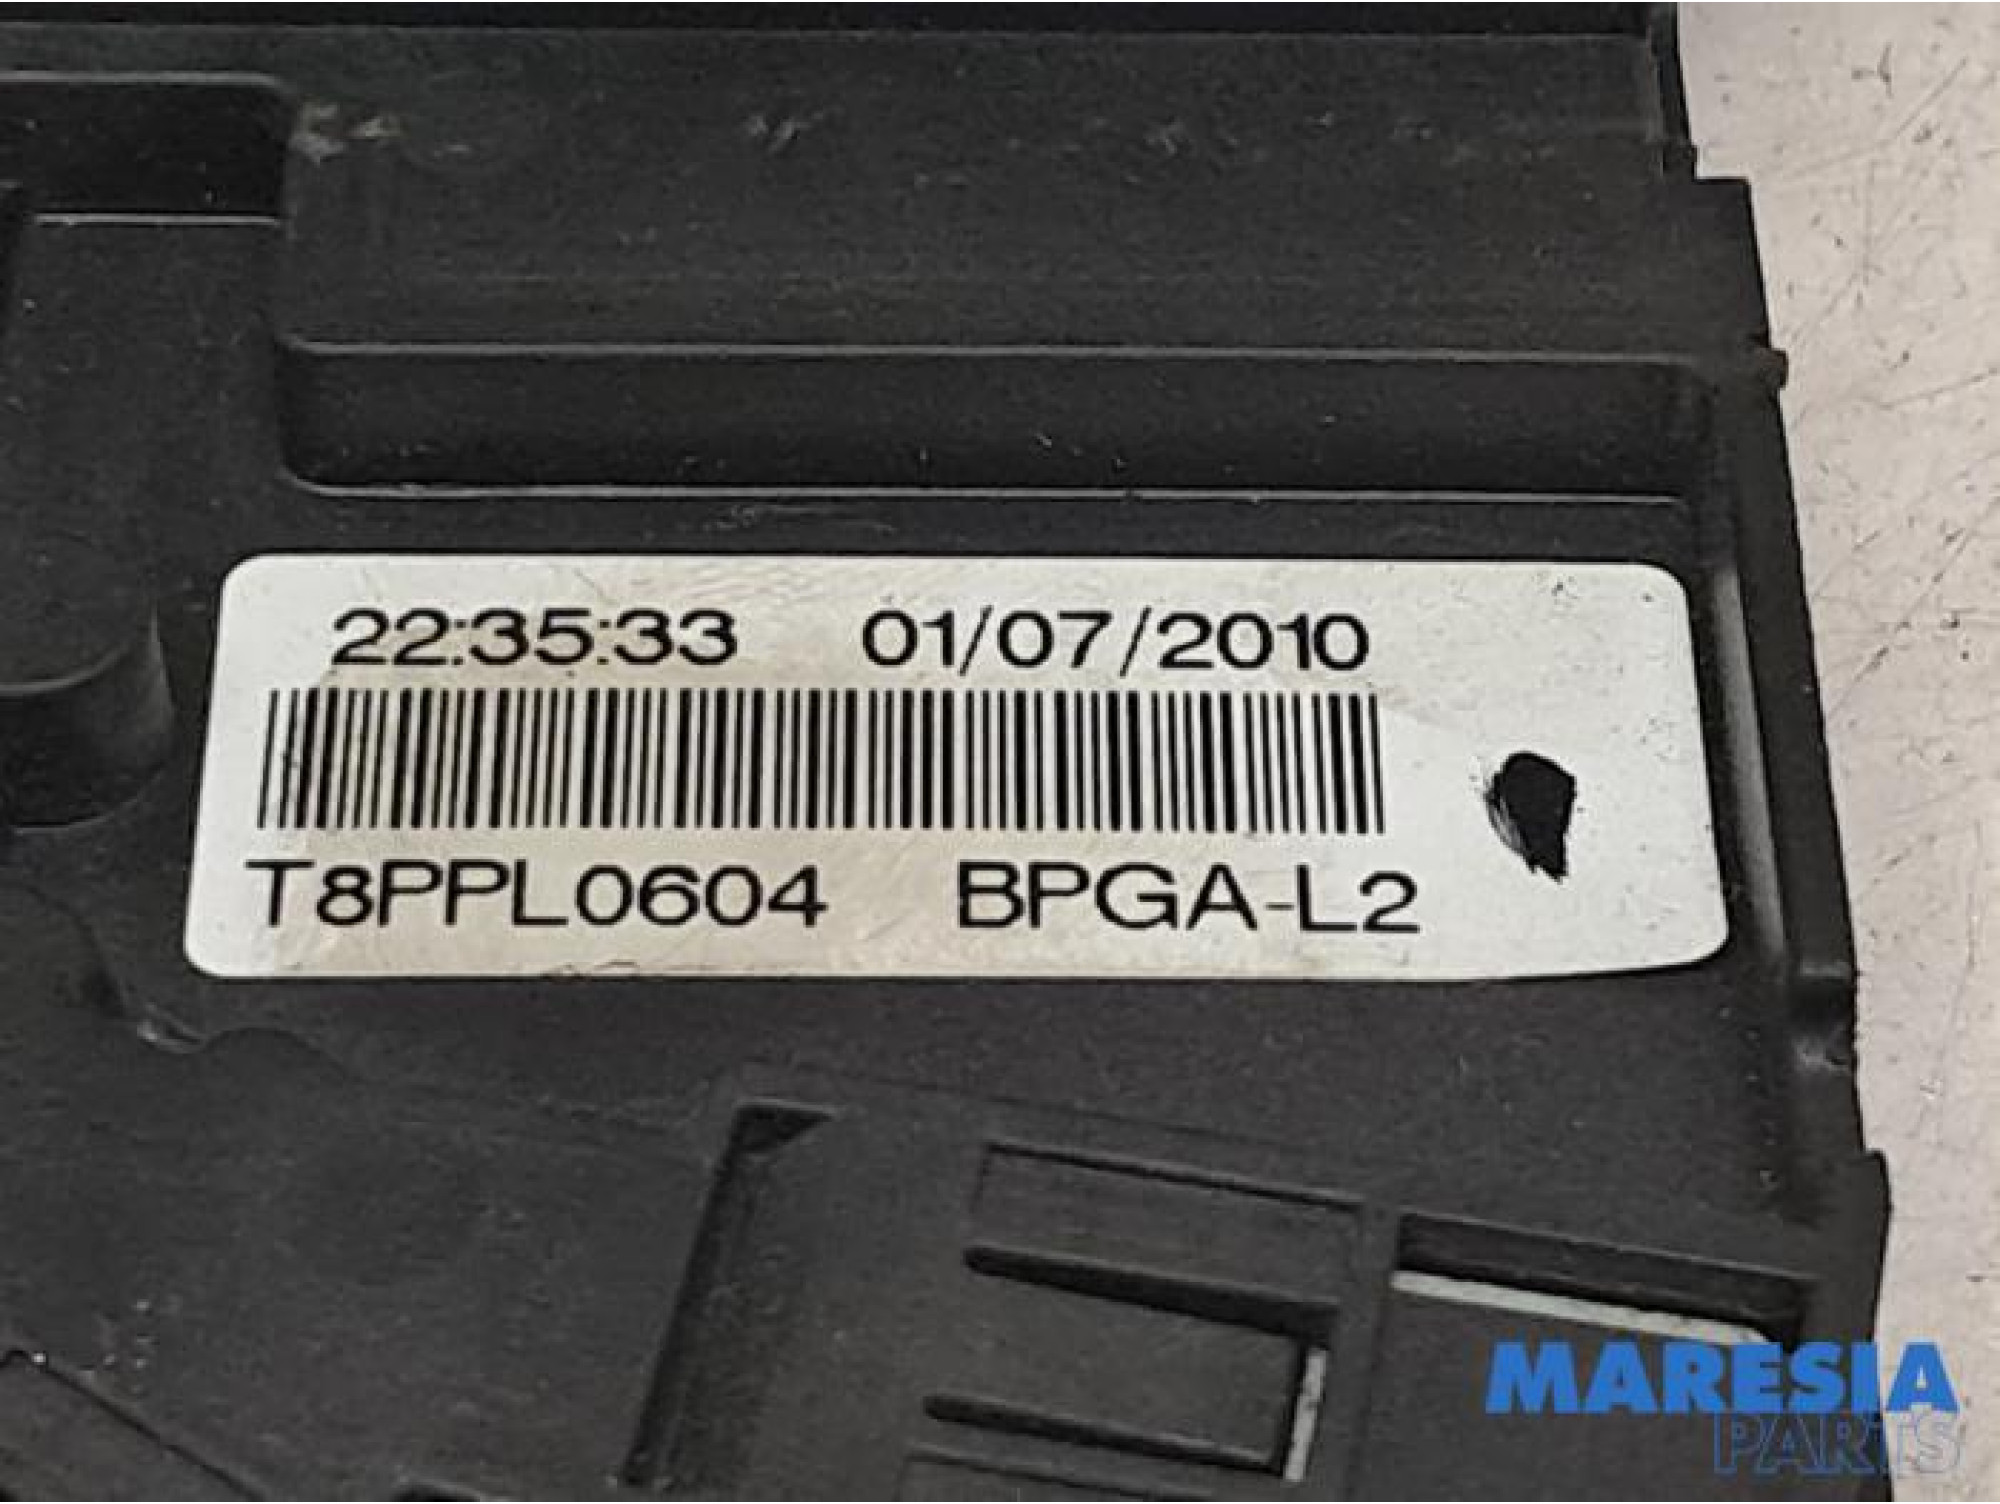 22:35:33 01/07/2010
T8PPL0604 BPGA-L2
MARESIA
PARTS